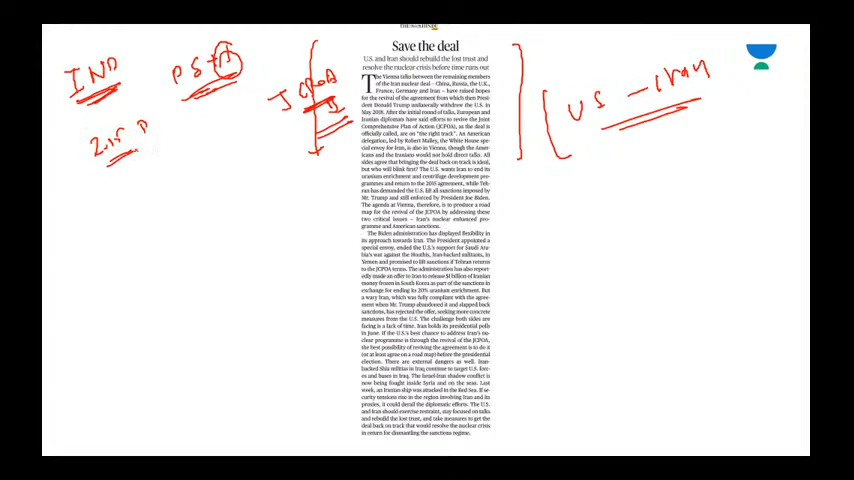 THE HINDU
Save the deal
U.S. and Iran should rebuild the lost trust and
resolve the nuclear crisis before time runs out
The Vienna talks between the remaining members
of the Iran nuclear deal – China, Russia, the U.K.,
France, Germany and Iran – have raised hopes
for the revival of the agreement from which then Presi-
dent Donald Trump unilaterally withdrew the U.S. in
May 2018. After the initial round of talks, European and
Iranian diplomats have said efforts to revive the Joint
Comprehensive Plan of Action (JCPOA), as the deal is
officially called, are on “the right track”. An American
delegation, led by Robert Malley, the White House spe-
cial envoy for Iran, is also in Vienna, though the Amer-
icans and the Iranians would not hold direct talks. All
sides agree that bringing the deal back on track is ideal,
but who will blink first? The U.S. wants Iran to end its
uranium enrichment and centrifuge development pro-
grammes and return to the 2015 agreement, while Teh-
ran has demanded the U.S. lift all sanctions imposed by
Mr. Trump and still enforced by President Joe Biden.
The agenda at Vienna, therefore, is to produce a road
map for the revival of the JCPOA by addressing these
two critical issues – Iran’s nuclear enhanced pro-
gramme and American sanctions.
The Biden administration has displayed flexibility in
its approach towards Iran. The President appointed a
special envoy, ended the U.S.’s support for Saudi Ara-
bia’s war against the Houthis, Iran-backed militants, in
Yemen and promised to lift sanctions if Tehran returns
to the JCPOA terms. The administration has also report-
edly made an offer to Iran to release $1 billion of Iranian
money frozen in South Korea as part of the sanctions in
exchange for ending its 20% uranium enrichment. But
a wary Iran, which was fully compliant with the agree-
ment when Mr. Trump abandoned it and slapped back
sanctions, has rejected the offer, seeking more concrete
measures from the U.S. The challenge both sides are
facing is a lack of time. Iran holds its presidential polls
in June. If the U.S.’s best chance to address Iran’s nu-
clear programme is through the revival of the JCPOA,
the best possibility of reviving the agreement is to do it
(or at least agree on a road map) before the presidential
election. There are external dangers as well. Iran-
backed Shia militias in Iraq continue to target U.S. forc-
es and bases in Iraq. The Israel-Iran shadow conflict is
now being fought inside Syria and on the seas. Last
week, an Iranian ship was attacked in the Red Sea. If se-
curity tensions rise in the region involving Iran and its
proxies, it could derail the diplomatic efforts. The U.S.
and Iran should exercise restraint, stay focused on talks
and rebuild the lost trust, and take measures to get the
deal back on track that would resolve the nuclear crisis
in return for dismantling the sanctions regime.
IND
JCPOA
II
US - Iran